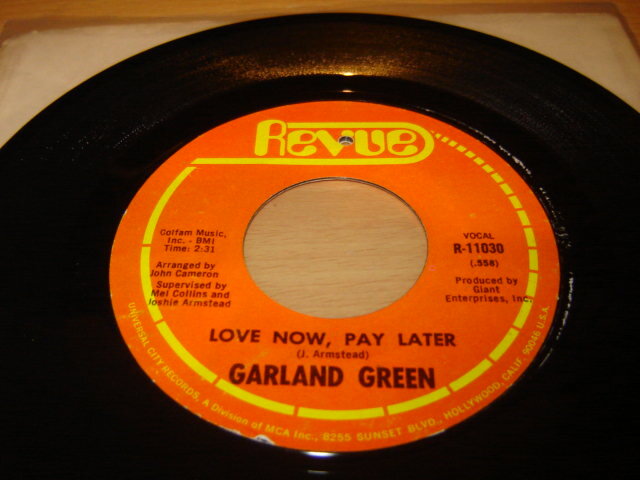 Revue
Colfam Music,
Inc. - BMI
Time: 2:31
Arranged by
John Cameron
Supervised by
Mel Collins and
Joshie Armstead
VOCAL
R-11030
(.558)
Produced by
Giant
Enterprises, Inc.
LOVE NOW, PAY LATER
(J. Armstead)
GARLAND GREEN
UNIVERSAL CITY RECORDS, A Division of MCA Inc., 8255 SUNSET BLVD., HOLLYWOOD, CALIF. 90046 U.S.A.